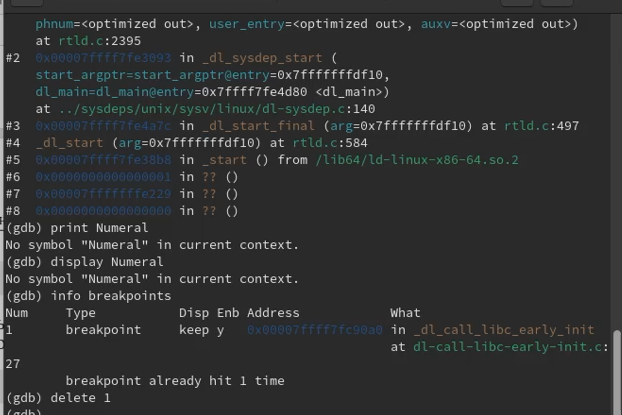 phnum=<optimized out>, user_entry=<optimized out>, auxv=<optimized out>)
at rtld.c:2395
#2 0x00007ffff7fe3093 in _dl_sysdep_start (
start_argptr=start_argptr@entry=0x7fffffffdf10,
dl_main=dl_main@entry=0x7ffff7fe4d80 <dl_main>)
at ../sysdeps/unix/sysv/linux/dl-sysdep.c:140
#3 0x00007ffff7fe4a7c in _dl_start_final (arg=0x7fffffffdf10) at rtld.c:497
#4 _dl_start (arg=0x7fffffffdf10) at rtld.c:584
#5 0x00007ffff7fe38b8 in _start () from /lib64/ld-linux-x86-64.so.2
#6 0x0000000000000001 in ?? ()
#7 0x00007fffffffe229 in ?? ()
#8 0x0000000000000000 in ?? ()
(gdb) print Numeral
No symbol "Numeral" in current context.
(gdb) display Numeral
No symbol "Numeral" in current context.
(gdb) info breakpoints
Num Type Disp Enb Address What
1 breakpoint keep y 0x00007ffff7fc90a0 in _dl_call_libc_early_init
at dl-call-libc-early-init.c:
27
breakpoint already hit 1 time
(gdb) delete 1
(gdb)